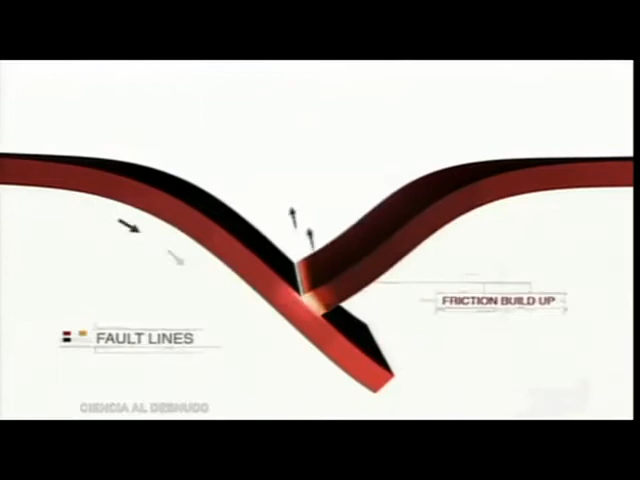 FRICTION BUILD UP
FAULT LINES
CIENCIA AL DESNUDO